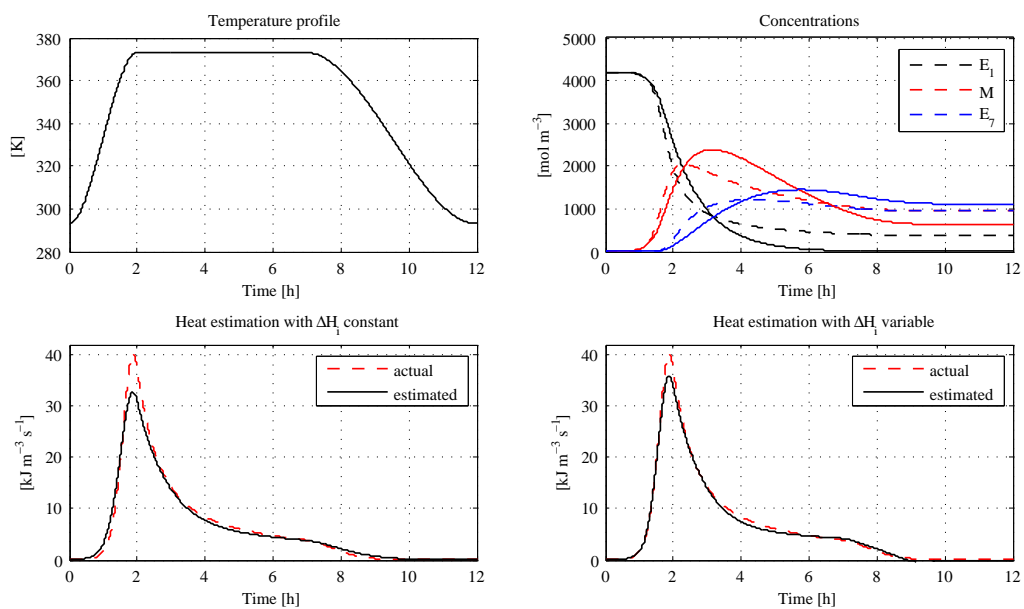 Temperature profile
380
360
340
320
300
280
[K]
0 2 4 6 8 10 12
Time [h]
Concentrations
5000
4000
3000
2000
1000
0
[mol m⁻³]
E₁
M
E₇
0 2 4 6 8 10 12
Time [h]
Heat estimation with ΔHᵢ constant
40
30
20
10
0
[kJ m⁻³ s⁻¹]
actual
estimated
0 2 4 6 8 10 12
Time [h]
Heat estimation with ΔHᵢ variable
40
30
20
10
0
[kJ m⁻³ s⁻¹]
actual
estimated
0 2 4 6 8 10 12
Time [h]